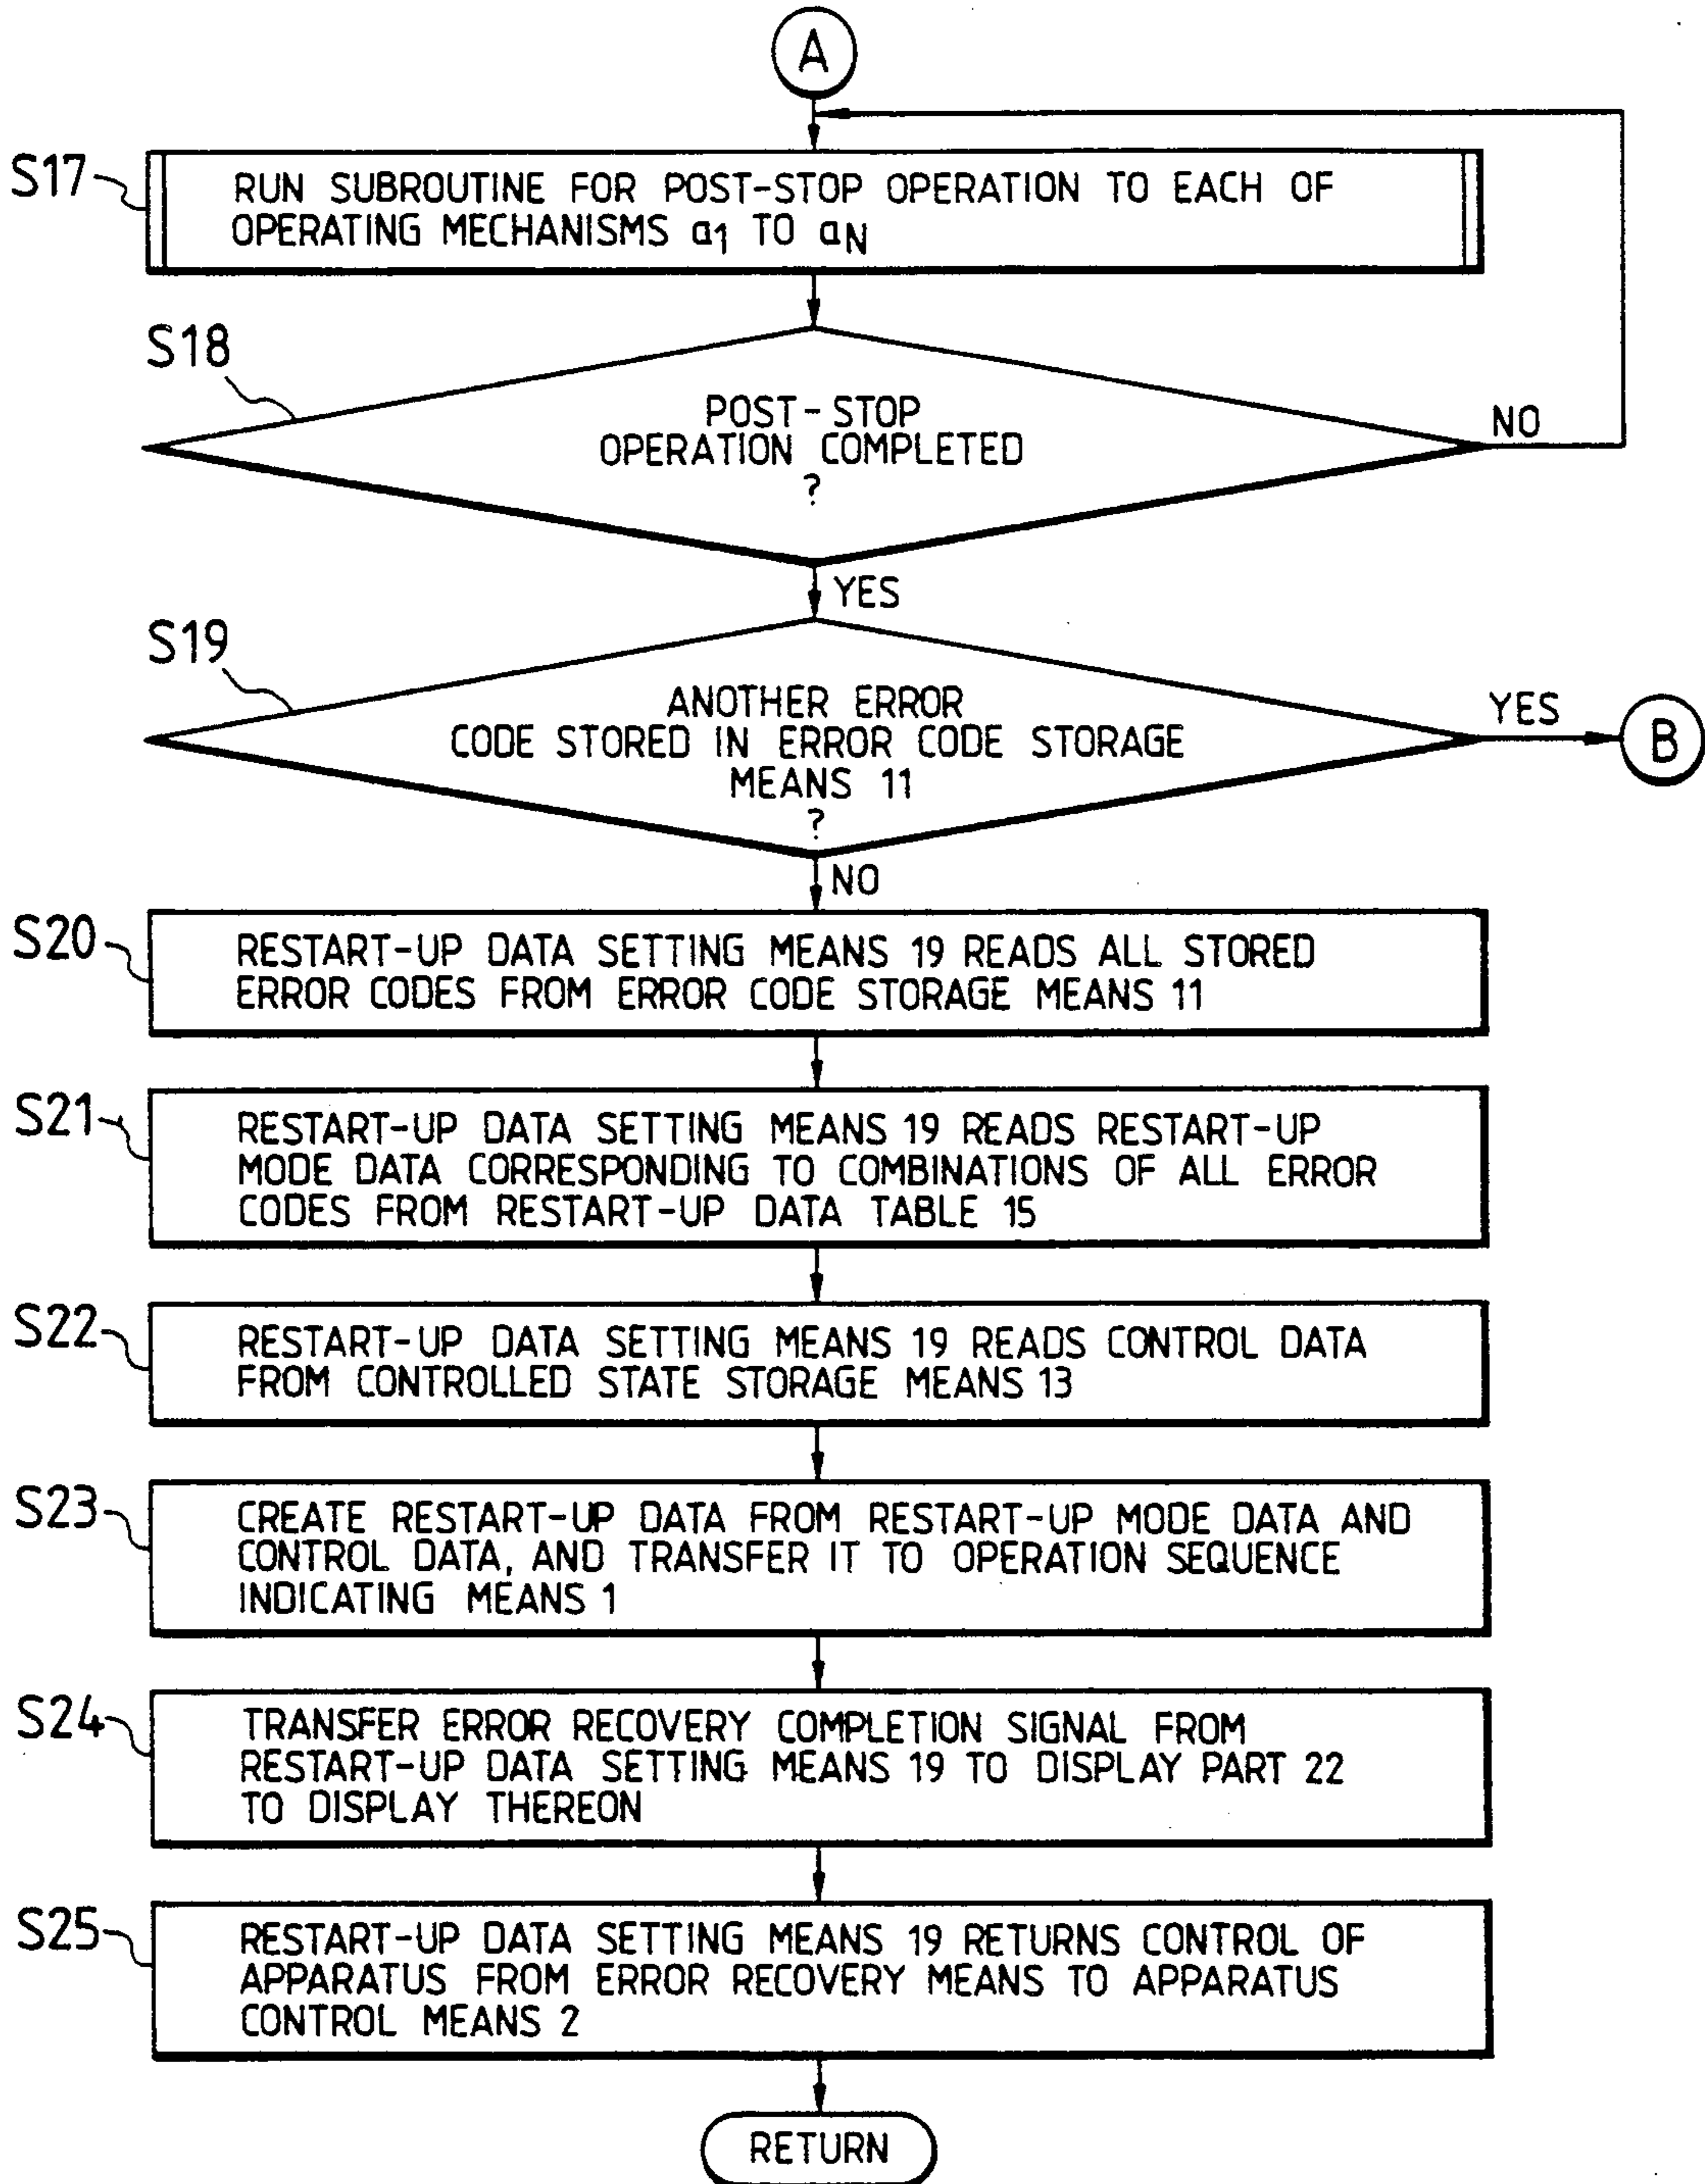 A
S17
RUN SUBROUTINE FOR POST-STOP OPERATION TO EACH OF
OPERATING MECHANISMS a1 TO aN
S18
POST-STOP
OPERATION COMPLETED
?
NO
YES
S19
ANOTHER ERROR
CODE STORED IN ERROR CODE STORAGE
MEANS 11
?
YES
B
NO
S20
RESTART-UP DATA SETTING MEANS 19 READS ALL STORED
ERROR CODES FROM ERROR CODE STORAGE MEANS 11
S21
RESTART-UP DATA SETTING MEANS 19 READS RESTART-UP
MODE DATA CORRESPONDING TO COMBINATIONS OF ALL ERROR
CODES FROM RESTART-UP DATA TABLE 15
S22
RESTART-UP DATA SETTING MEANS 19 READS CONTROL DATA
FROM CONTROLLED STATE STORAGE MEANS 13
S23
CREATE RESTART-UP DATA FROM RESTART-UP MODE DATA AND
CONTROL DATA, AND TRANSFER IT TO OPERATION SEQUENCE
INDICATING MEANS 1
S24
TRANSFER ERROR RECOVERY COMPLETION SIGNAL FROM
RESTART-UP DATA SETTING MEANS 19 TO DISPLAY PART 22
TO DISPLAY THEREON
S25
RESTART-UP DATA SETTING MEANS 19 RETURNS CONTROL OF
APPARATUS FROM ERROR RECOVERY MEANS TO APPARATUS
CONTROL MEANS 2
RETURN